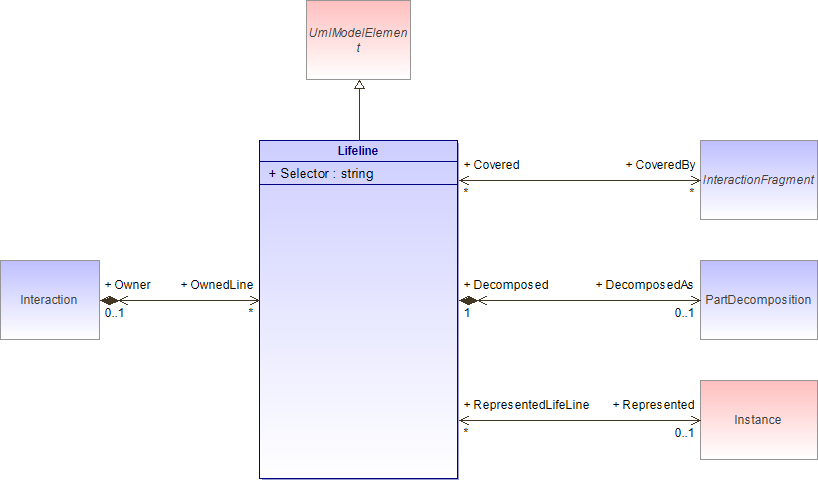 UmlModelElemen
t
Lifeline
+ Selector : string
+ Covered
+ CoveredBy
*
*
InteractionFragment
Interaction
+ Owner
+ OwnedLine
0..1
*
+ Decomposed
+ DecomposedAs
1
0..1
PartDecomposition
+ RepresentedLifeLine
+ Represented
*
0..1
Instance